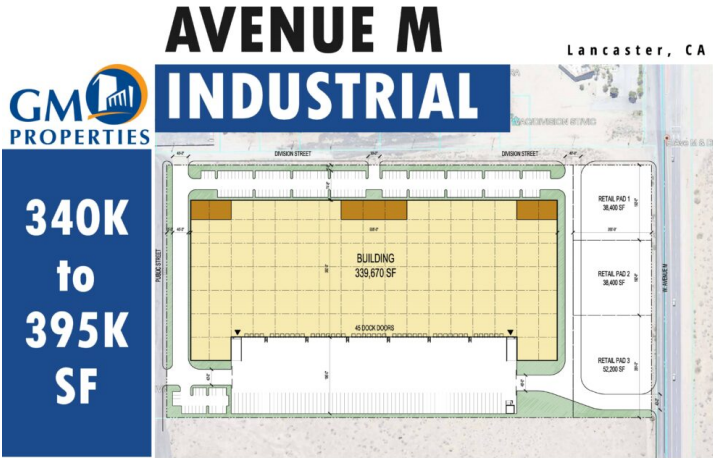 AVENUE M
Lancaster, CA
GM
PROPERTIES
INDUSTRIAL
340K
to
395K
SF
DIVISION STREET
DIVISION STREET
PUBLIC STREET
BUILDING
339,670 SF
45 DOCK DOORS
RETAIL PAD 1
38,400 SF
RETAIL PAD 2
38,400 SF
RETAIL PAD 3
52,200 SF
W. AVENUE M